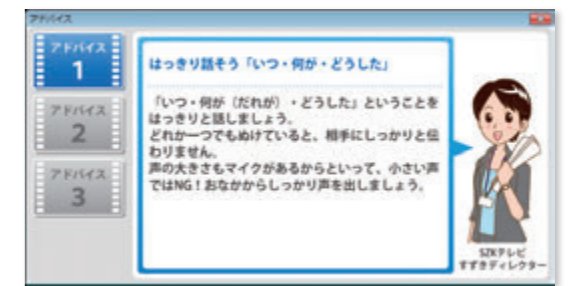 アドバイス
アドバイス
1
アドバイス
2
アドバイス
3
はっきり話そう「いつ・何が・どうした」
「いつ・何が（だれが）・どうした」ということを
はっきりと話しましょう。
どれか一つでもぬけていると、相手にしっかりと伝
わりません。
声の大きさもマイクがあるからといって、小さい声
ではNG！おなかからしっかり声を出しましょう。
SZKテレビ
すずきディレクター